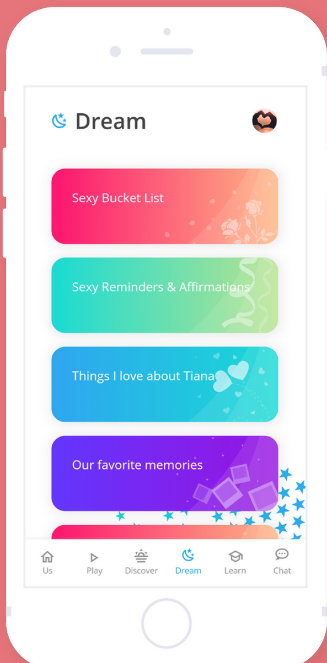 Dream
Sexy Bucket List
Sexy Reminders & Affirmations
Things I love about Tiana
Our favorite memories
Us Play Discover Dream Learn Chat